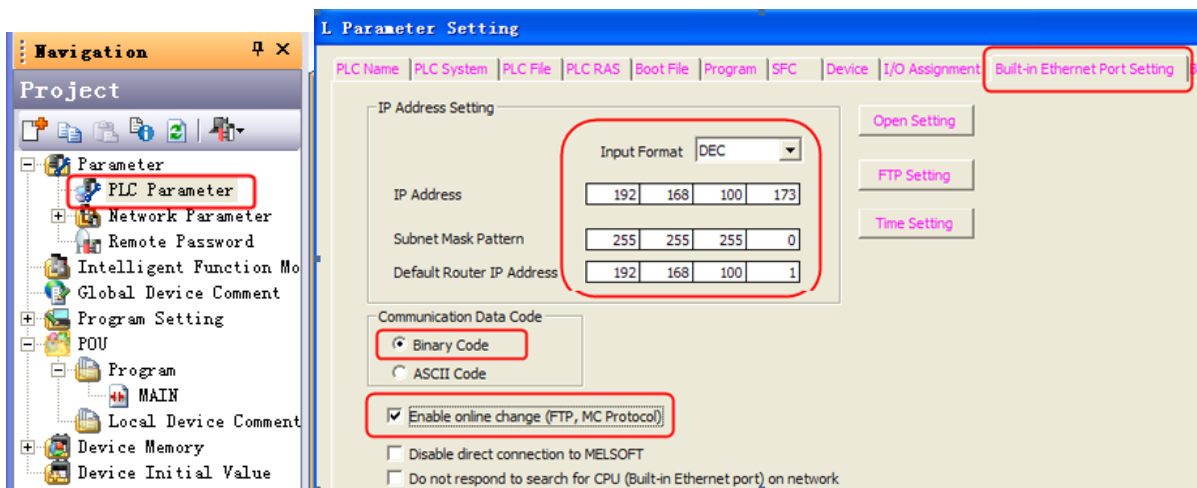 Navigation
Project
Parameter
PLC Parameter
Network Parameter
Remote Password
Intelligent Function Mo
Global Device Comment
Program Setting
POU
Program
MAIN
Local Device Comment
Device Memory
Device Initial Value
L Parameter Setting
PLC Name PLC System PLC File PLC RAS Boot File Program SFC Device I/O Assignment Built-in Ethernet Port Setting
IP Address Setting
Input Format DEC
IP Address 192 168 100 173
Subnet Mask Pattern 255 255 255 0
Default Router IP Address 192 168 100 1
Open Setting
FTP Setting
Time Setting
Communication Data Code
Binary Code
ASCII Code
Enable online change (FTP, MC Protocol)
Disable direct connection to MELSOFT
Do not respond to search for CPU (Built-in Ethernet port) on network